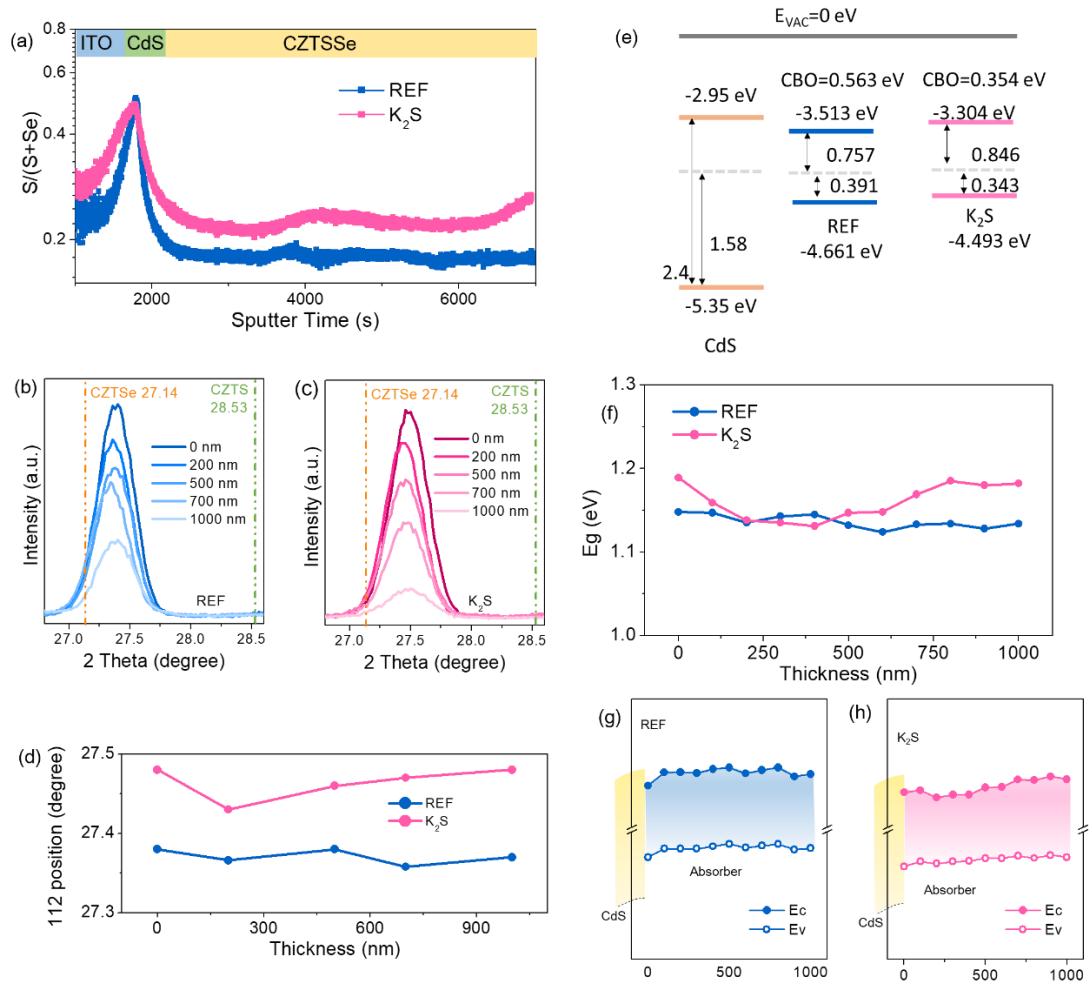 (a)
ITO CdS CZTSSe
REF
K₂S
0.8
0.6
0.4
0.2
S/(S+Se)
2000 4000 6000
Sputter Time (s)
(e)
E_VAC=0 eV
CBO=0.563 eV CBO=0.354 eV
-2.95 eV
-3.513 eV
-3.304 eV
0.757
0.846
0.391
0.343
REF
K₂S
-4.661 eV
-4.493 eV
1.58
2.4
-5.35 eV
CdS
(b)
CZTSe 27.14
CZTS
28.53
0 nm
200 nm
500 nm
700 nm
1000 nm
REF
Intensity (a.u.)
27.0 27.5 28.0 28.5
2 Theta (degree)
(c)
CZTSe 27.14
CZTS
28.53
0 nm
200 nm
500 nm
700 nm
1000 nm
K₂S
Intensity (a.u.)
27.0 27.5 28.0 28.5
2 Theta (degree)
(f)
REF
K₂S
1.3
1.2
1.1
1.0
Eg (eV)
0 250 500 750 1000
Thickness (nm)
(d)
27.5
27.4
27.3
112 position (degree)
REF
K₂S
0 300 600 900
Thickness (nm)
(g)
REF
Absorber
CdS
Ec
Ev
0 500 1000
(h)
K₂S
Absorber
CdS
Ec
Ev
0 500 1000